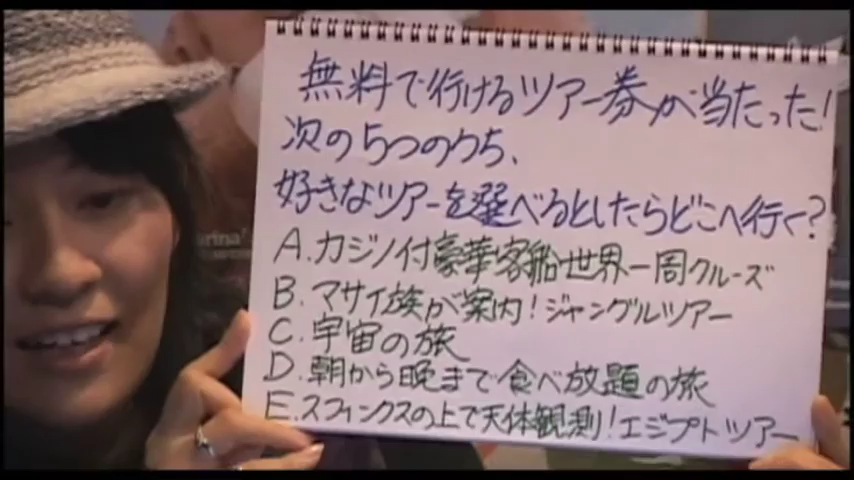 無料で行けるツアー券が当たった!
次の5つのうち、
好きなツアーを選べるとしたらどこへ行く?
A.カジノ付豪華客船世界一周クルーズ
B.マサイ族が案内!ジャングルツアー
C.宇宙の旅
D.朝から晩まで食べ放題の旅
E.スフィンクスの上で天体観測!エジプトツアー